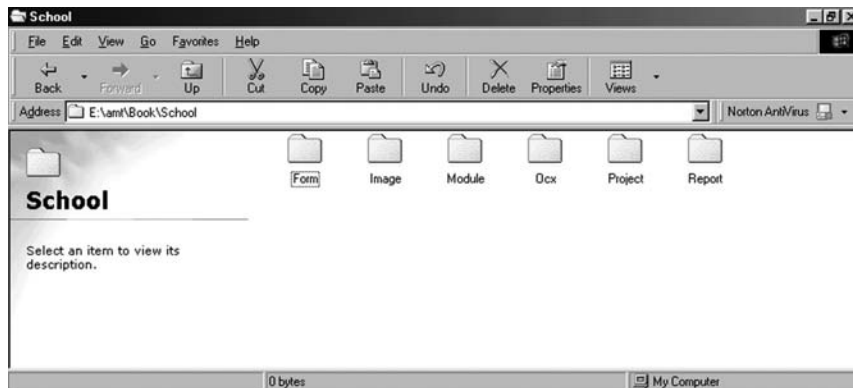 School
File Edit View Go Favorites Help
Back Forward Up Cut Copy Paste Undo Delete Properties Views
Address E:\amt\Book\School Norton AntiVirus
Form Image Module Ocx Project Report
School
Select an item to view its
description.
0 bytes My Computer